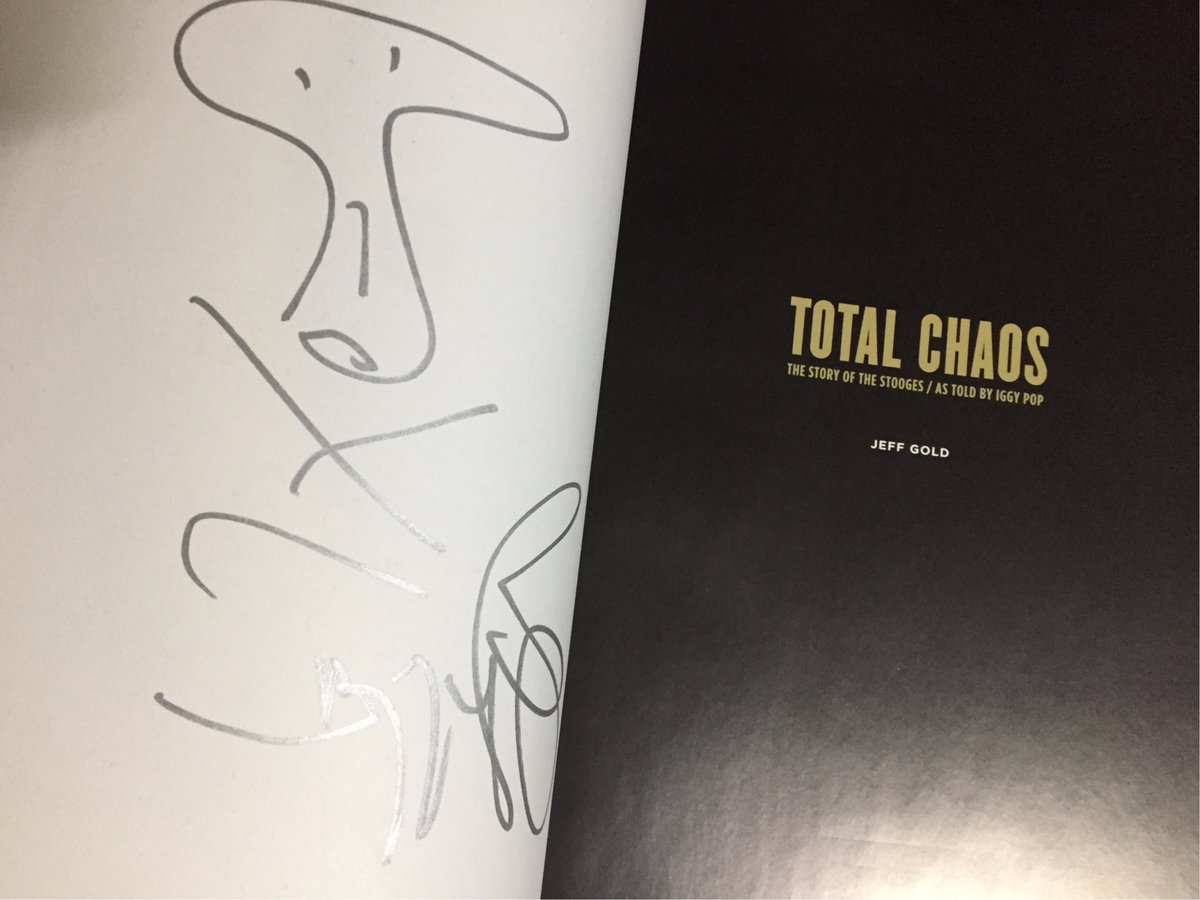 TOTAL CHAOS
THE STORY OF THE STOOGES / AS TOLD BY IGGY POP
JEFF GOLD